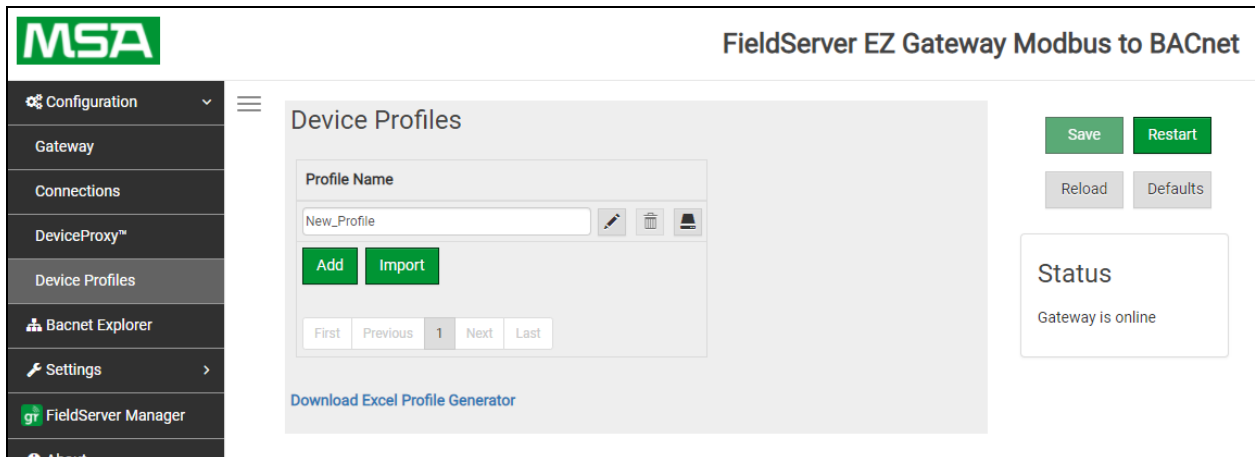 MSA
FieldServer EZ Gateway Modbus to BACnet
Configuration
Gateway
Connections
DeviceProxy™
Device Profiles
Bacnet Explorer
Settings
gr FieldServer Manager
About
Device Profiles
Profile Name
New_Profile
Add Import
First Previous 1 Next Last
Download Excel Profile Generator
Save Restart
Reload Defaults
Status
Gateway is online